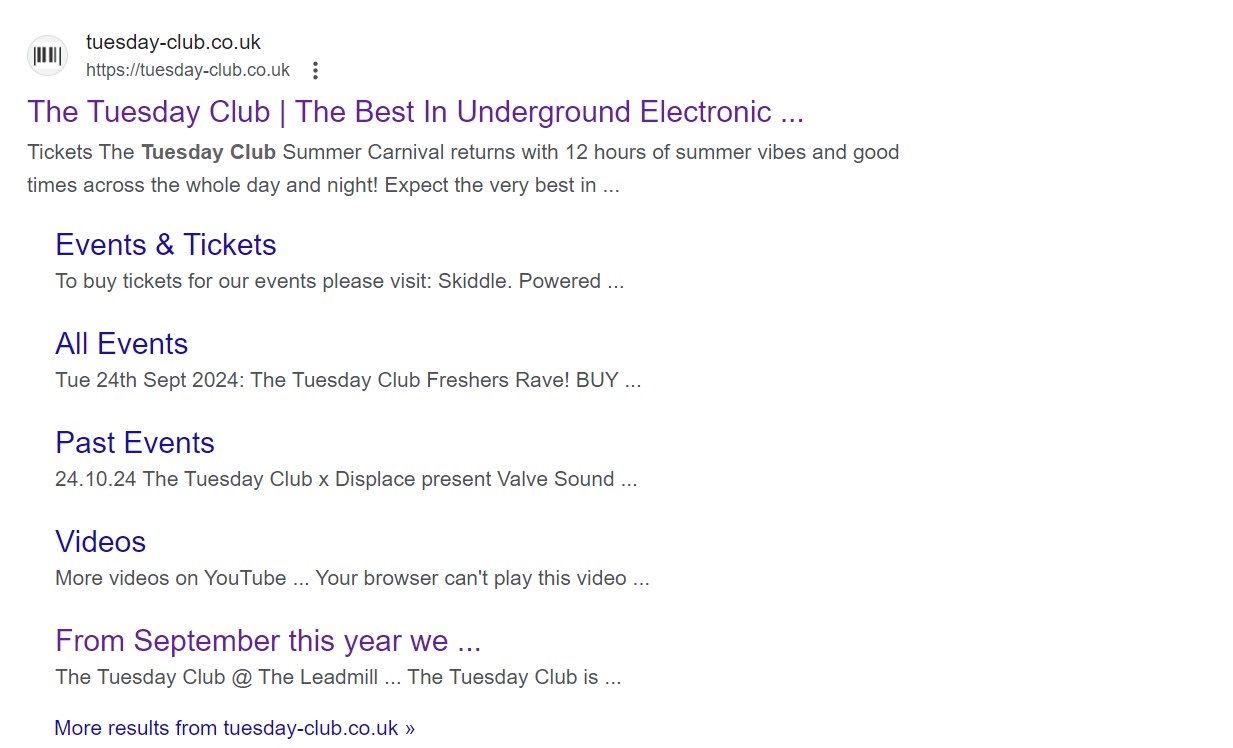 tuesday-club.co.uk
https://tuesday-club.co.uk
The Tuesday Club | The Best In Underground Electronic ...
Tickets The Tuesday Club Summer Carnival returns with 12 hours of summer vibes and good
times across the whole day and night! Expect the very best in ...
Events & Tickets
To buy tickets for our events please visit: Skiddle. Powered ...
All Events
Tue 24th Sept 2024: The Tuesday Club Freshers Rave! BUY ...
Past Events
24.10.24 The Tuesday Club x Displace present Valve Sound ...
Videos
More videos on YouTube ... Your browser can't play this video ...
From September this year we ...
The Tuesday Club @ The Leadmill ... The Tuesday Club is ...
More results from tuesday-club.co.uk »